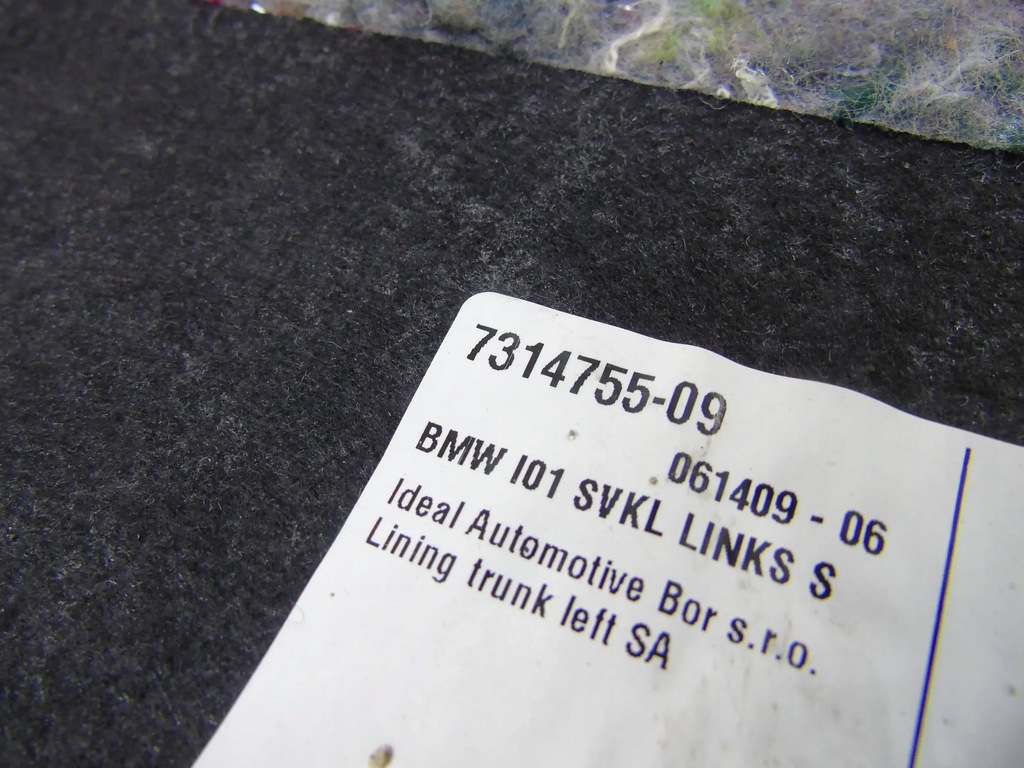 7314755-09
061409 - 06
BMW I01 SVKL LINKS S
Ideal Automotive Bor s.r.o.
Lining trunk left SA